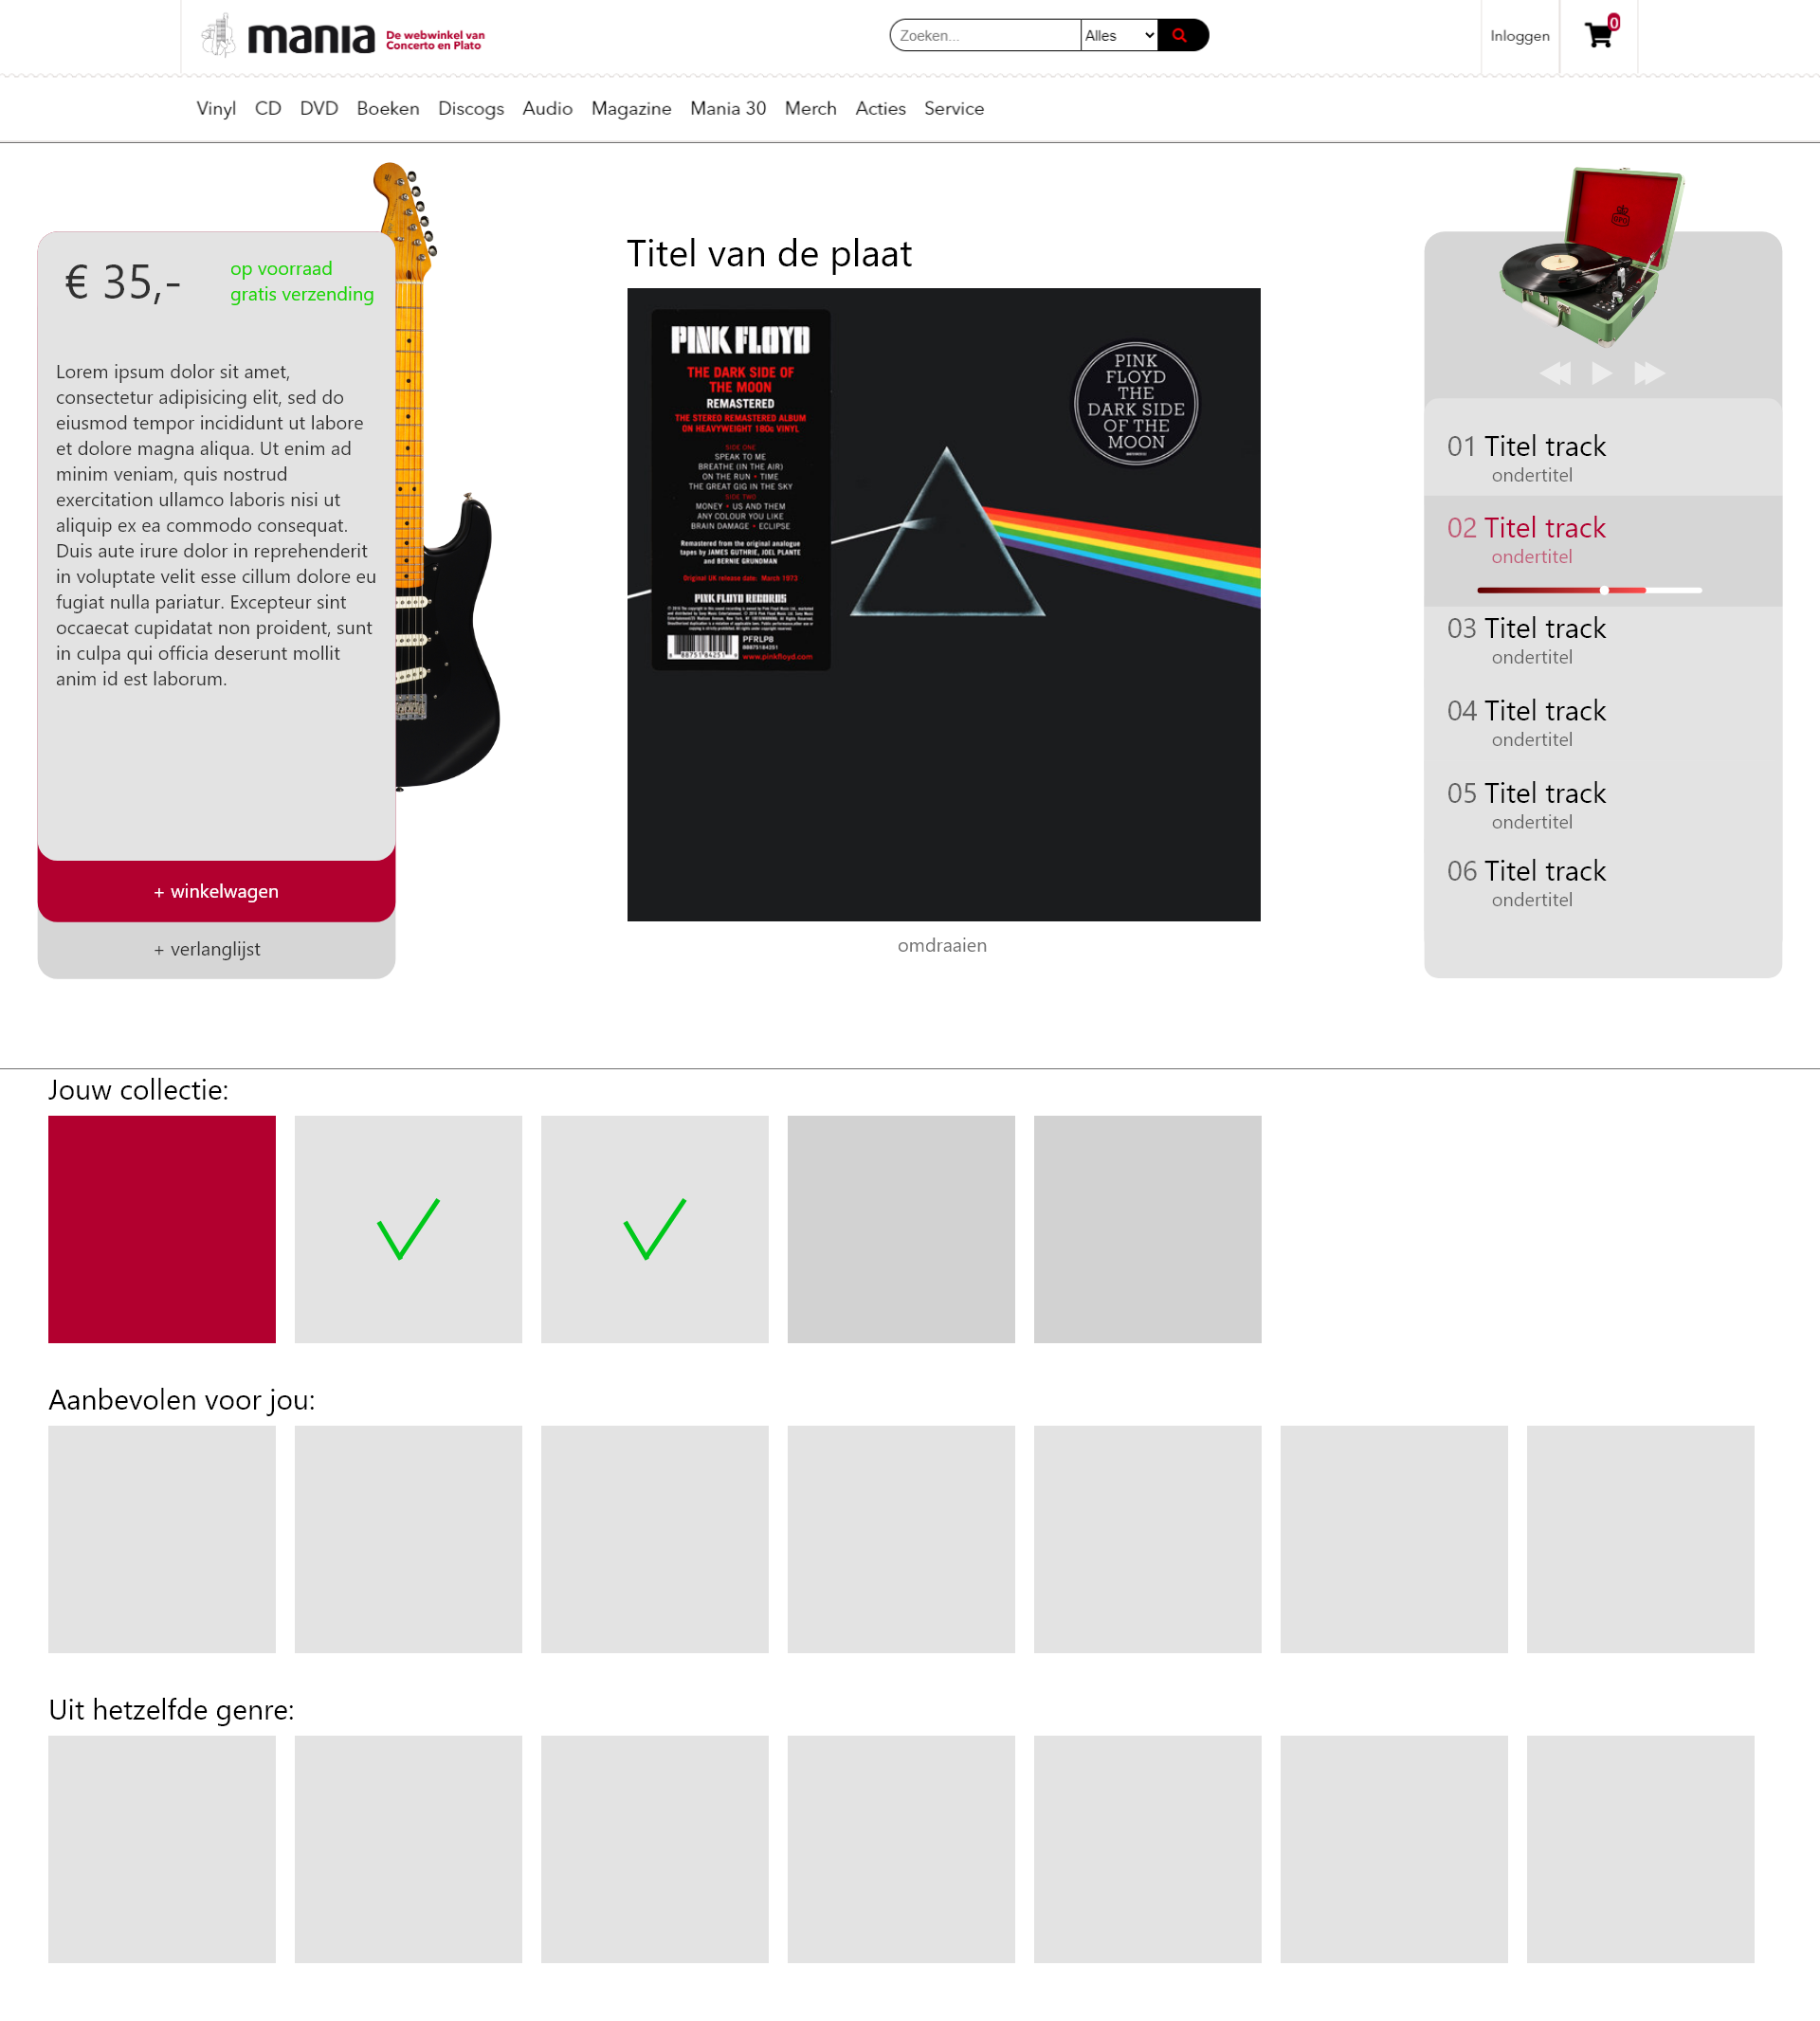 mania
De webwinkel van
Concerto en Plato
Zoeken...
Alles
Inloggen
0
Vinyl CD DVD Boeken Discogs Audio Magazine Mania 30 Merch Acties Service
€ 35,-
op voorraad
gratis verzending
Lorem ipsum dolor sit amet,
consectetur adipisicing elit, sed do
eiusmod tempor incididunt ut labore
et dolore magna aliqua. Ut enim ad
minim veniam, quis nostrud
exercitation ullamco laboris nisi ut
aliquip ex ea commodo consequat.
Duis aute irure dolor in reprehenderit
in voluptate velit esse cillum dolore eu
fugiat nulla pariatur. Excepteur sint
occaecat cupidatat non proident, sunt
in culpa qui officia deserunt mollit
anim id est laborum.
+ winkelwagen
+ verlanglijst
Titel van de plaat
PINK FLOYD
THE DARK SIDE OF
THE MOON
REMASTERED
THE STEREO REMASTERED ALBUM
ON HEAVYWEIGHT 180G VINYL
SIDE ONE
SPEAK TO ME
BREATHE (IN THE AIR)
ON THE RUN • TIME
THE GREAT GIG IN THE SKY
SIDE TWO
MONEY • US AND THEM
ANY COLOUR YOU LIKE
BRAIN DAMAGE • ECLIPSE
Remastered from the original analogue
tapes by JAMES GUTHRIE, JOEL PLANTE
and BERNIE GRUNDMAN
Original UK release date: March 1973
PINK FLOYD RECORDS
PFRLP8
88875184251
www.pinkfloyd.com
PINK
FLOYD THE
DARK SIDE
OF THE
MOON
omdraaien
01 Titel track
ondertitel
02 Titel track
ondertitel
03 Titel track
ondertitel
04 Titel track
ondertitel
05 Titel track
ondertitel
06 Titel track
ondertitel
Jouw collectie:
Aanbevolen voor jou:
Uit hetzelfde genre: